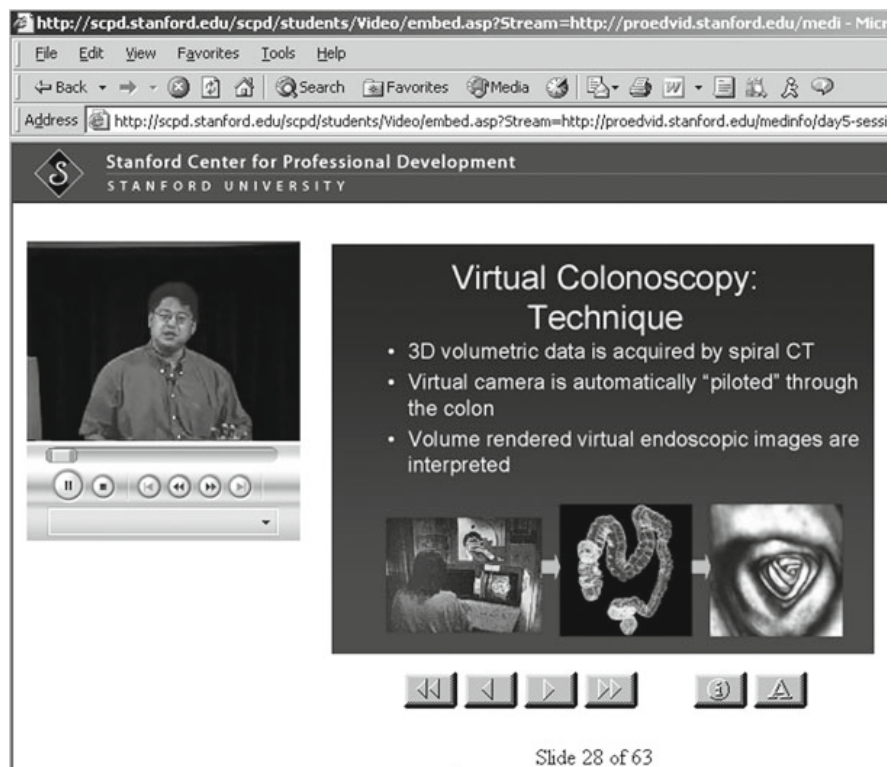 http://scpd.stanford.edu/scpd/students/Video/embed.asp?Stream=http://proedvid.stanford.edu/medi - Micr
File Edit View Favorites Tools Help
Back Search Favorites Media W
Address http://scpd.stanford.edu/scpd/students/Video/embed.asp?Stream=http://proedvid.stanford.edu/medinfo/day5-sessi
S
Stanford Center for Professional Development
STANFORD UNIVERSITY
Virtual Colonoscopy:
Technique
• 3D volumetric data is acquired by spiral CT
• Virtual camera is automatically “piloted” through
the colon
• Volume rendered virtual endoscopic images are
interpreted
i A
Slide 28 of 63